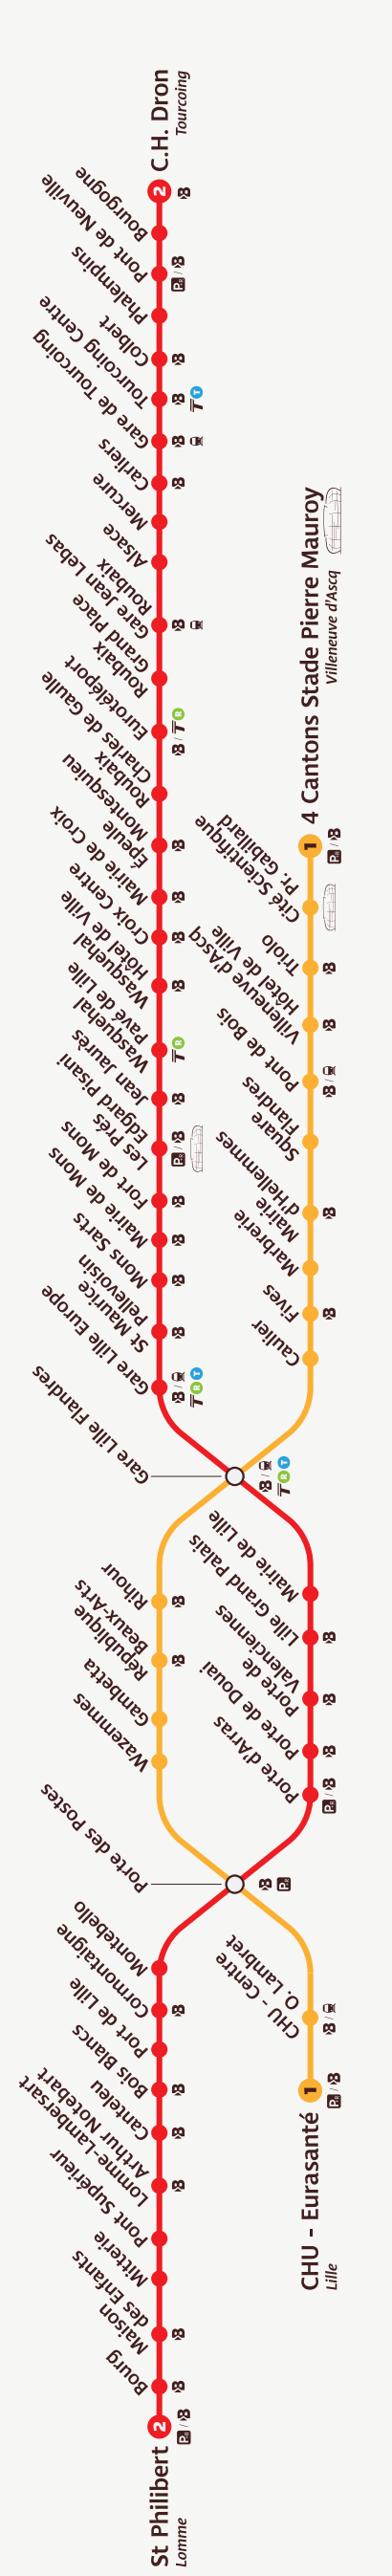 2
C.H. Dron
Tourcoing
Bourgogne
Pont de Neuville
P / B
Phalempins
Colbert
Tourcoing Centre
T T
Gare de Tourcoing
Carliers
Mercure
Alsace
Gare Jean Lebas
Roubaix
Roubaix
Grand Place
Eurotéléport
T R
Roubaix
Charles de Gaulle
Épeule
Montesquieu
Mairie de Croix
Croix Centre
Wasquehal
Hôtel de Ville
Wasquehal
Pavé de Lille
T R
Jean Jaurès
Les Prés
Edgard Pisani
Fort de Mons
Mairie de Mons
Mons Sarts
St Maurice
Pellevoisin
Gare Lille Europe
T R T
Gare Lille Flandres
T R T
Mairie de Lille
Lille Grand Palais
Porte de
Valenciennes
Porte de Douai
Porte d'Arras
Porte des Postes
Montebello
Cormontaigne
Port de Lille
Bois Blancs
Canteleu
Lomme-Lambersart
Arthur Notebart
Pont Supérieur
Mitterie
Maison
des Enfants
Bourg
2
St Philibert
Lomme
1
4 Cantons Stade Pierre Mauroy
Villeneuve d'Ascq
Cité Scientifique
Pr. Gabillard
Triolo
Villeneuve d'Ascq
Hôtel de Ville
Pont de Bois
Square
Flandres
Mairie
d'Hellemmes
Marbrerie
Fives
Caulier
Rihour
République
Beaux-Arts
Gambetta
Wazemmes
CHU - Centre
O. Lambret
1
CHU - Eurasanté
Lille